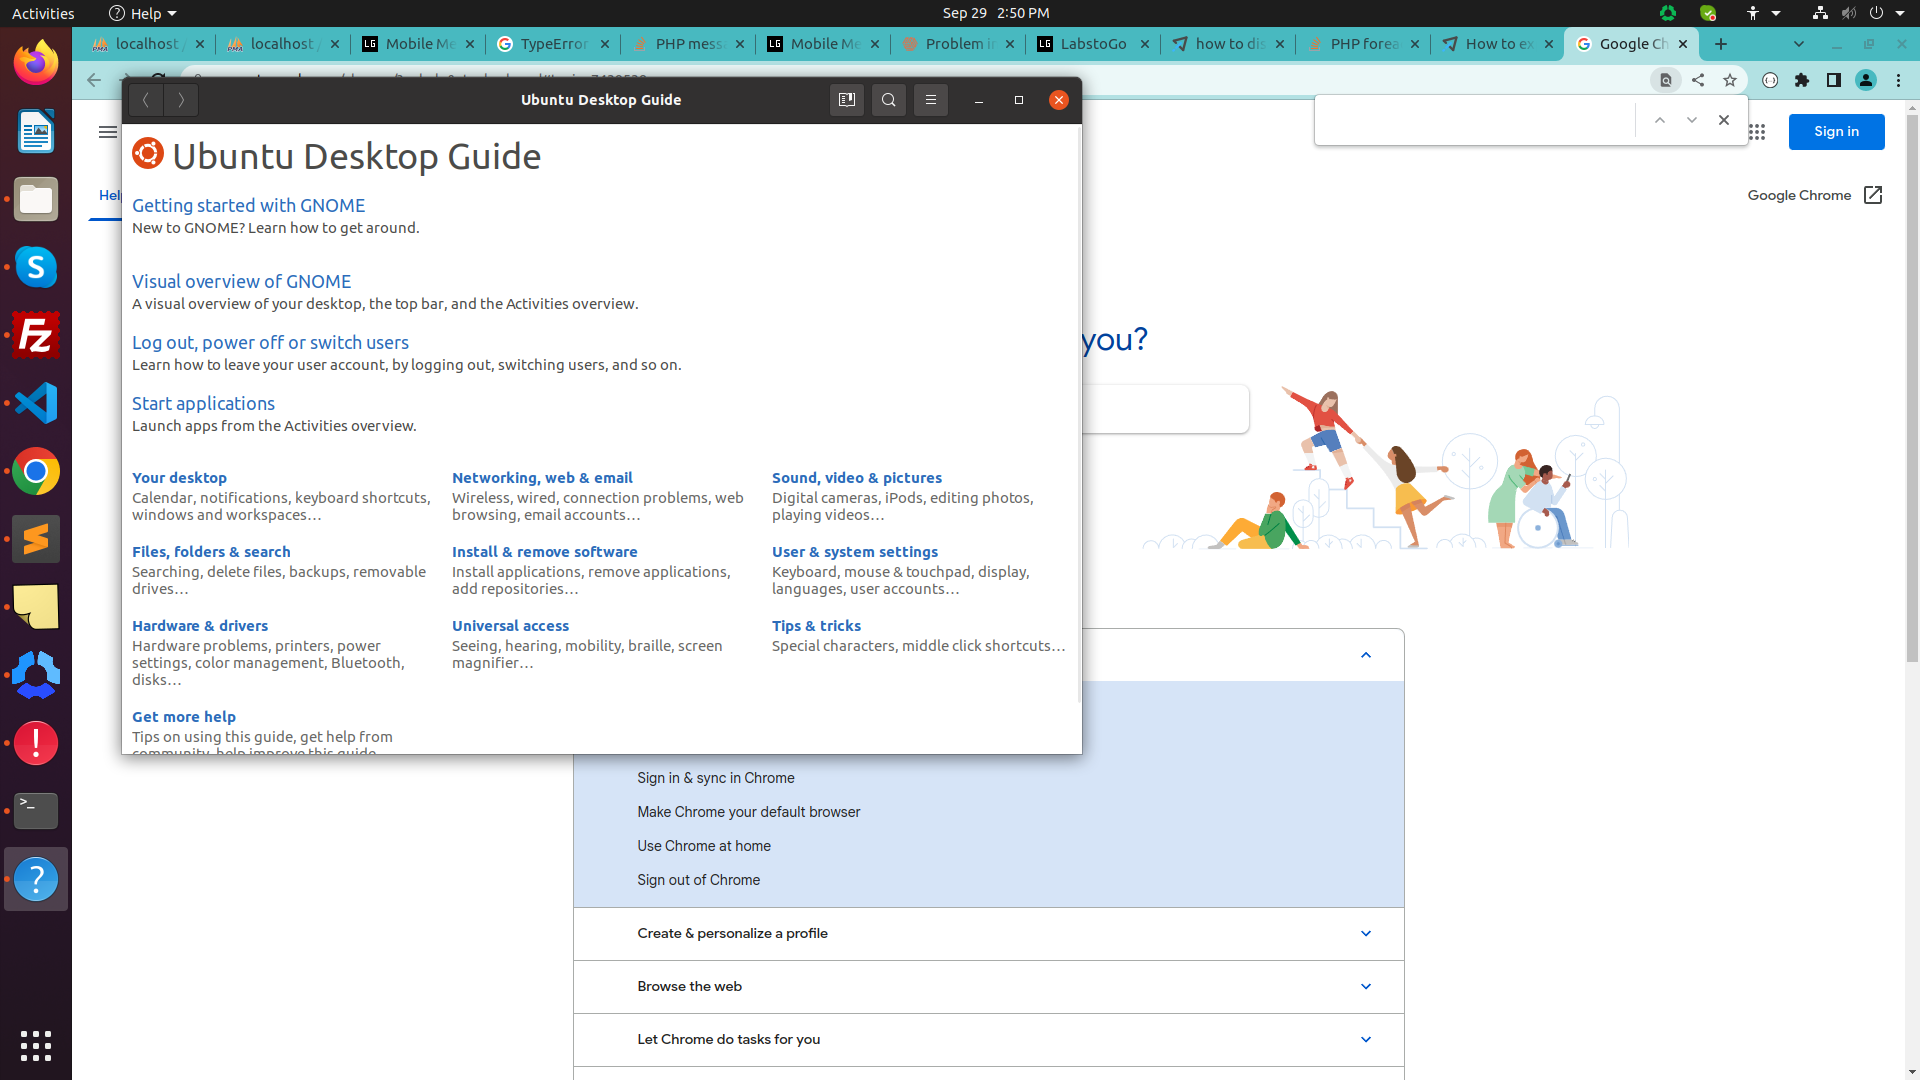 Activities
Help
Sep 29 2:50 PM
localhost /
localhost /
Mobile Me
TypeError
PHP mess
Mobile Me
Problem in
LabstoGo
how to dis
PHP forea
How to ex
Google Ch
Ubuntu Desktop Guide
Sign in
Help
Google Chrome
Ubuntu Desktop Guide
Getting started with GNOME
New to GNOME? Learn how to get around.
Visual overview of GNOME
A visual overview of your desktop, the top bar, and the Activities overview.
Log out, power off or switch users
Learn how to leave your user account, by logging out, switching users, and so on.
you?
Start applications
Launch apps from the Activities overview.
Your desktop
Calendar, notifications, keyboard shortcuts,
windows and workspaces…
Networking, web & email
Wireless, wired, connection problems, web
browsing, email accounts…
Sound, video & pictures
Digital cameras, iPods, editing photos,
playing videos…
Files, folders & search
Searching, delete files, backups, removable
drives…
Install & remove software
Install applications, remove applications,
add repositories…
User & system settings
Keyboard, mouse & touchpad, display,
languages, user accounts…
Hardware & drivers
Hardware problems, printers, power
settings, color management, Bluetooth,
disks…
Universal access
Seeing, hearing, mobility, braille, screen
magnifier…
Tips & tricks
Special characters, middle click shortcuts…
Get more help
Tips on using this guide, get help from
community, help improve this guide
Sign in & sync in Chrome
Make Chrome your default browser
Use Chrome at home
Sign out of Chrome
Create & personalize a profile
Browse the web
Let Chrome do tasks for you